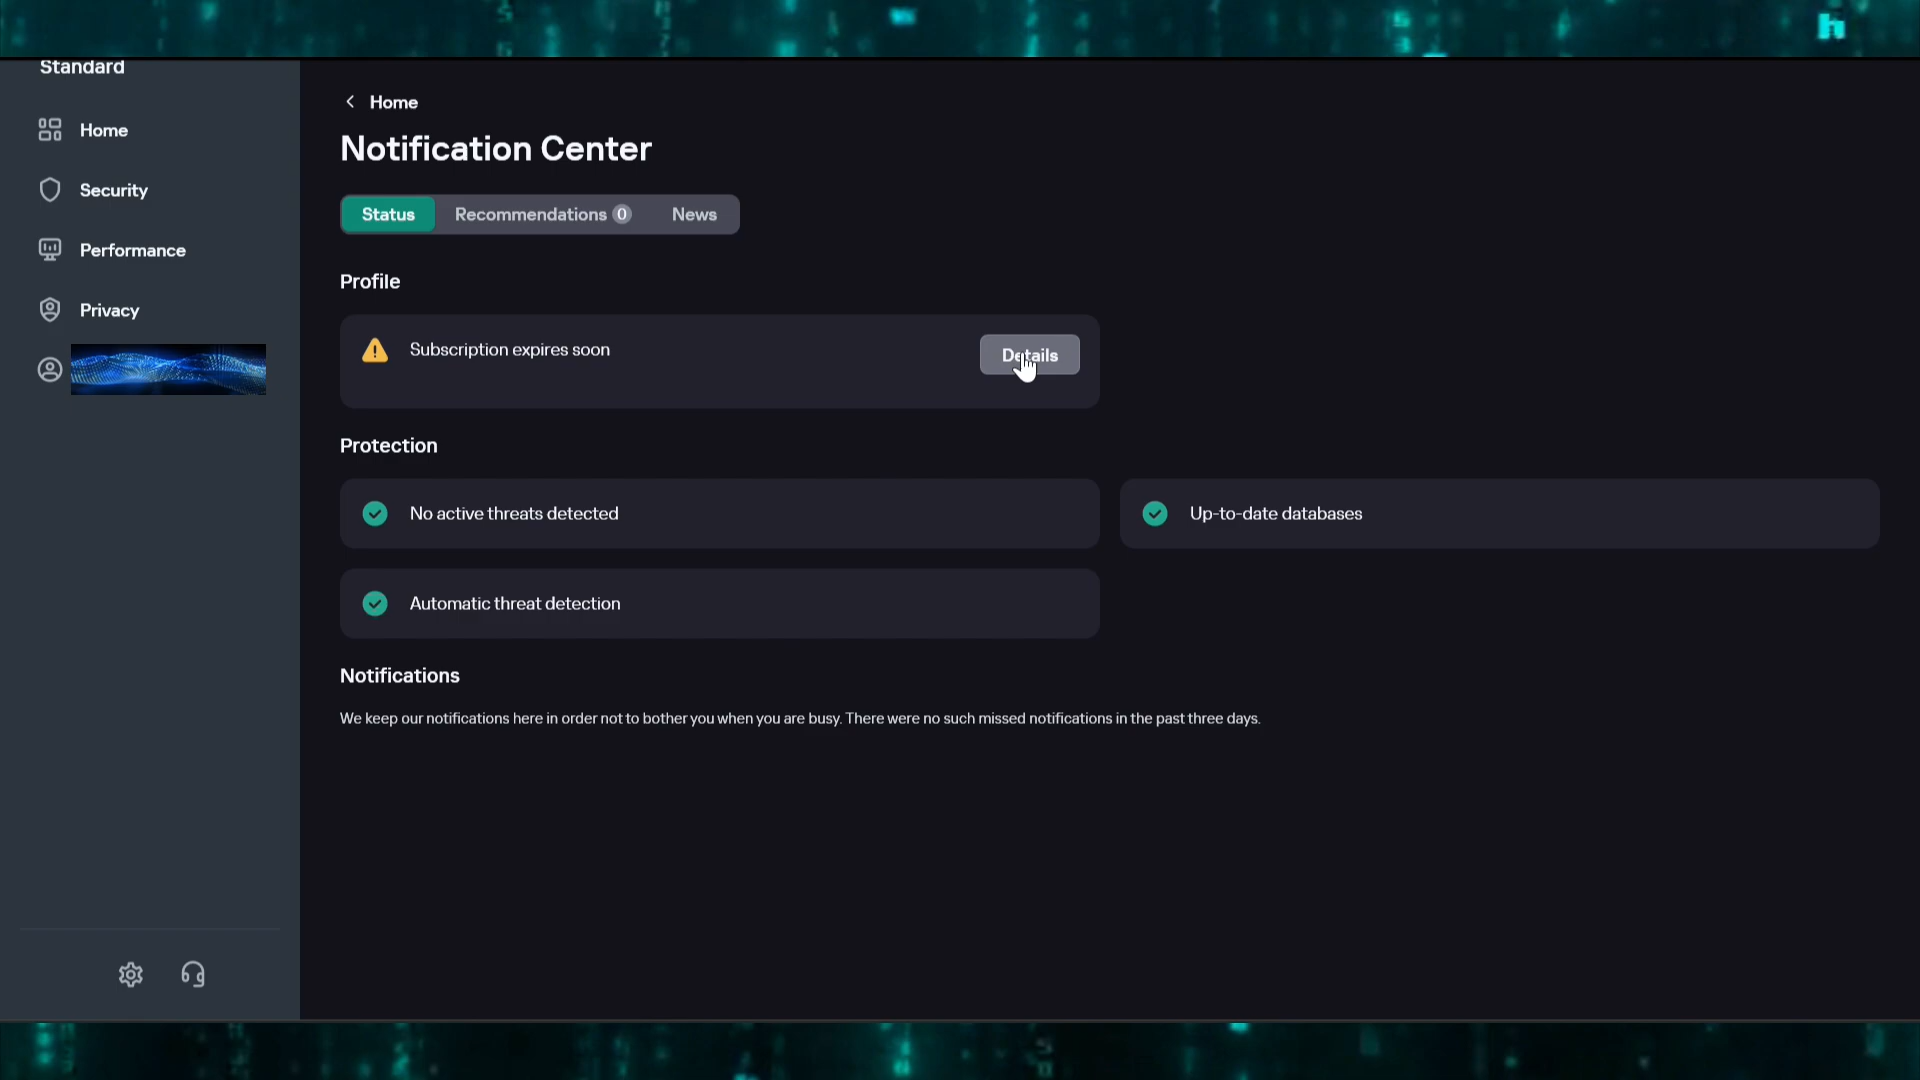 Standard
Home
Security
Performance
Privacy
Home
Notification Center
Status
Recommendations 0
News
Profile
Subscription expires soon
Details
Protection
No active threats detected
Up-to-date databases
Automatic threat detection
Notifications
We keep our notifications here in order not to bother you when you are busy. There were no such missed notifications in the past three days.